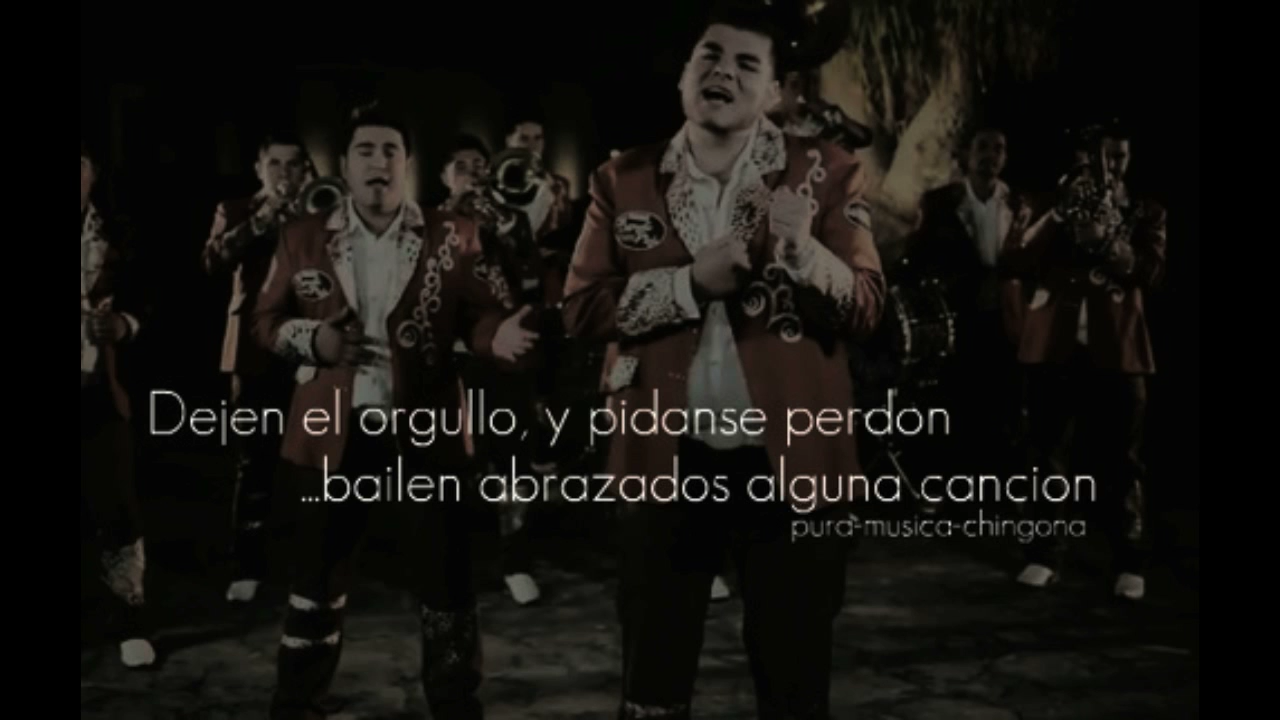 Dejen el orgullo, y pidanse perdon
...bailen abrazados alguna cancion
pura-musica-chingona